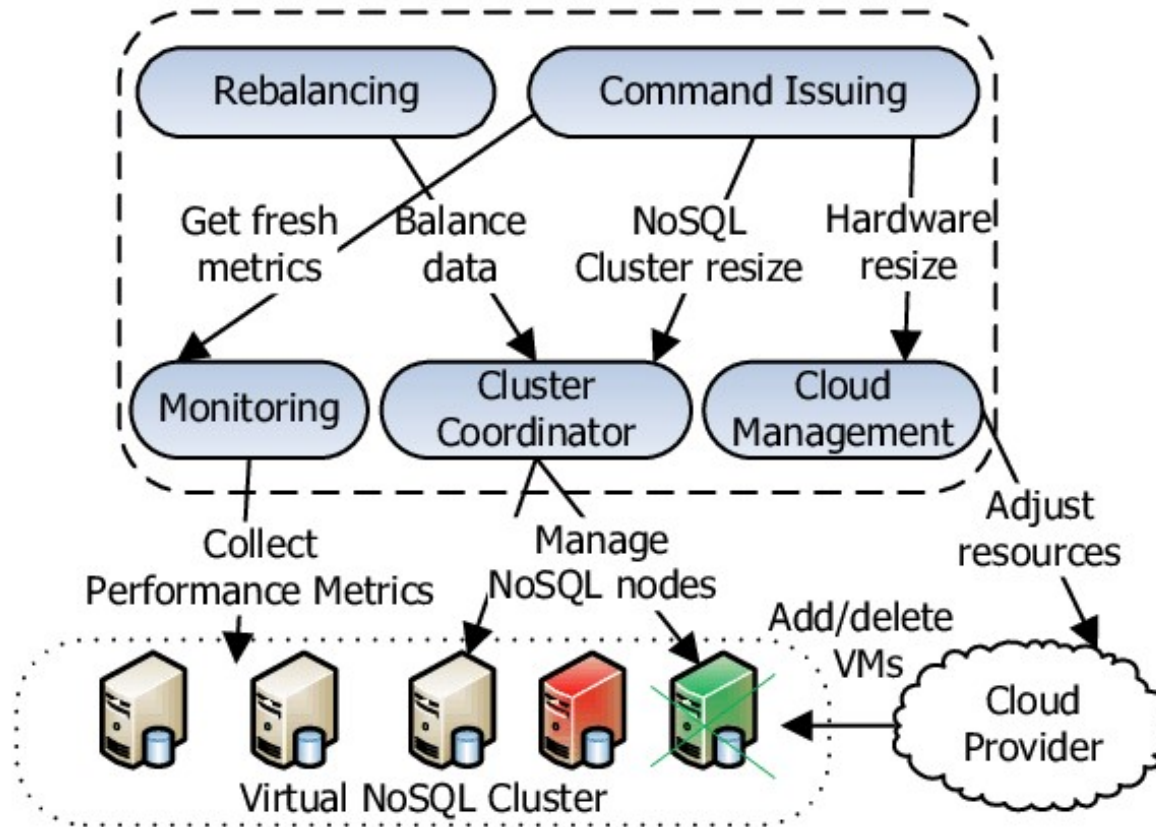 Rebalancing
Command Issuing
Get fresh
metrics
Balance
data
NoSQL
Cluster resize
Hardware
resize
Monitoring
Cluster
Coordinator
Cloud
Management
Collect
Performance Metrics
Manage
NoSQL nodes
Adjust
resources
Add/delete
VMs
Cloud
Provider
Virtual NoSQL Cluster